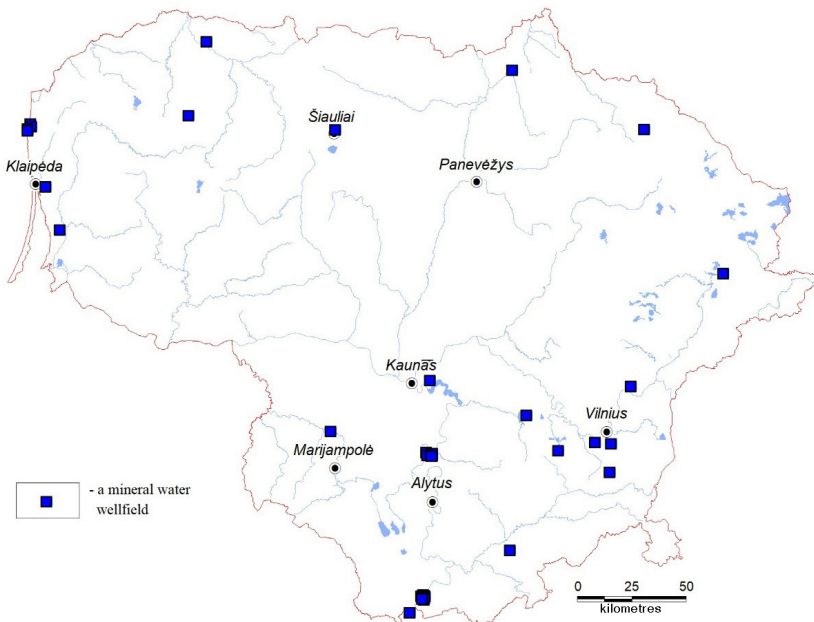 Šiauliai
Klaipėda
Panevėžys
Kaunas
Vilnius
Marijampolė
Alytus
- a mineral water
wellfield
0 25 50
kilometres